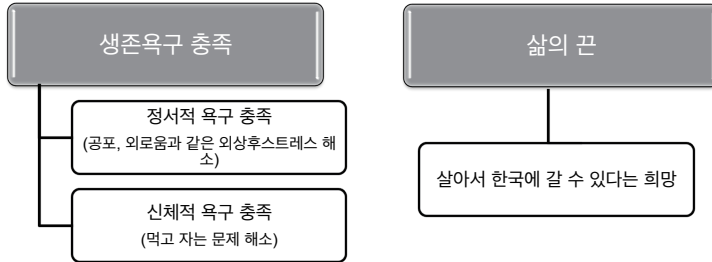 생존욕구 충족
정서적 욕구 충족
(공포, 외로움과 같은 외상후스트레스 해
소)
신체적 욕구 충족
(먹고 자는 문제 해소)
삶의 끈
살아서 한국에 갈 수 있다는 희망